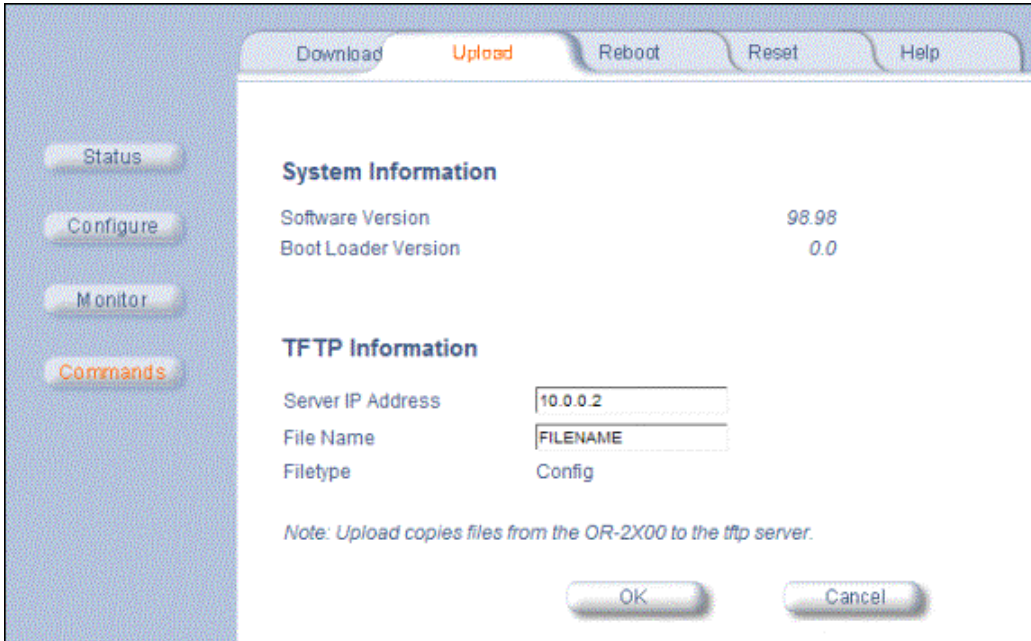 Download Upload Reboot Reset Help
Status
Configure
Monitor
Commands
System Information
Software Version 98.98
Boot Loader Version 0.0
TFTP Information
Server IP Address 10.0.0.2
File Name FILENAME
Filetype Config
Note: Upload copies files from the OR-2X00 to the tftp server.
OK Cancel